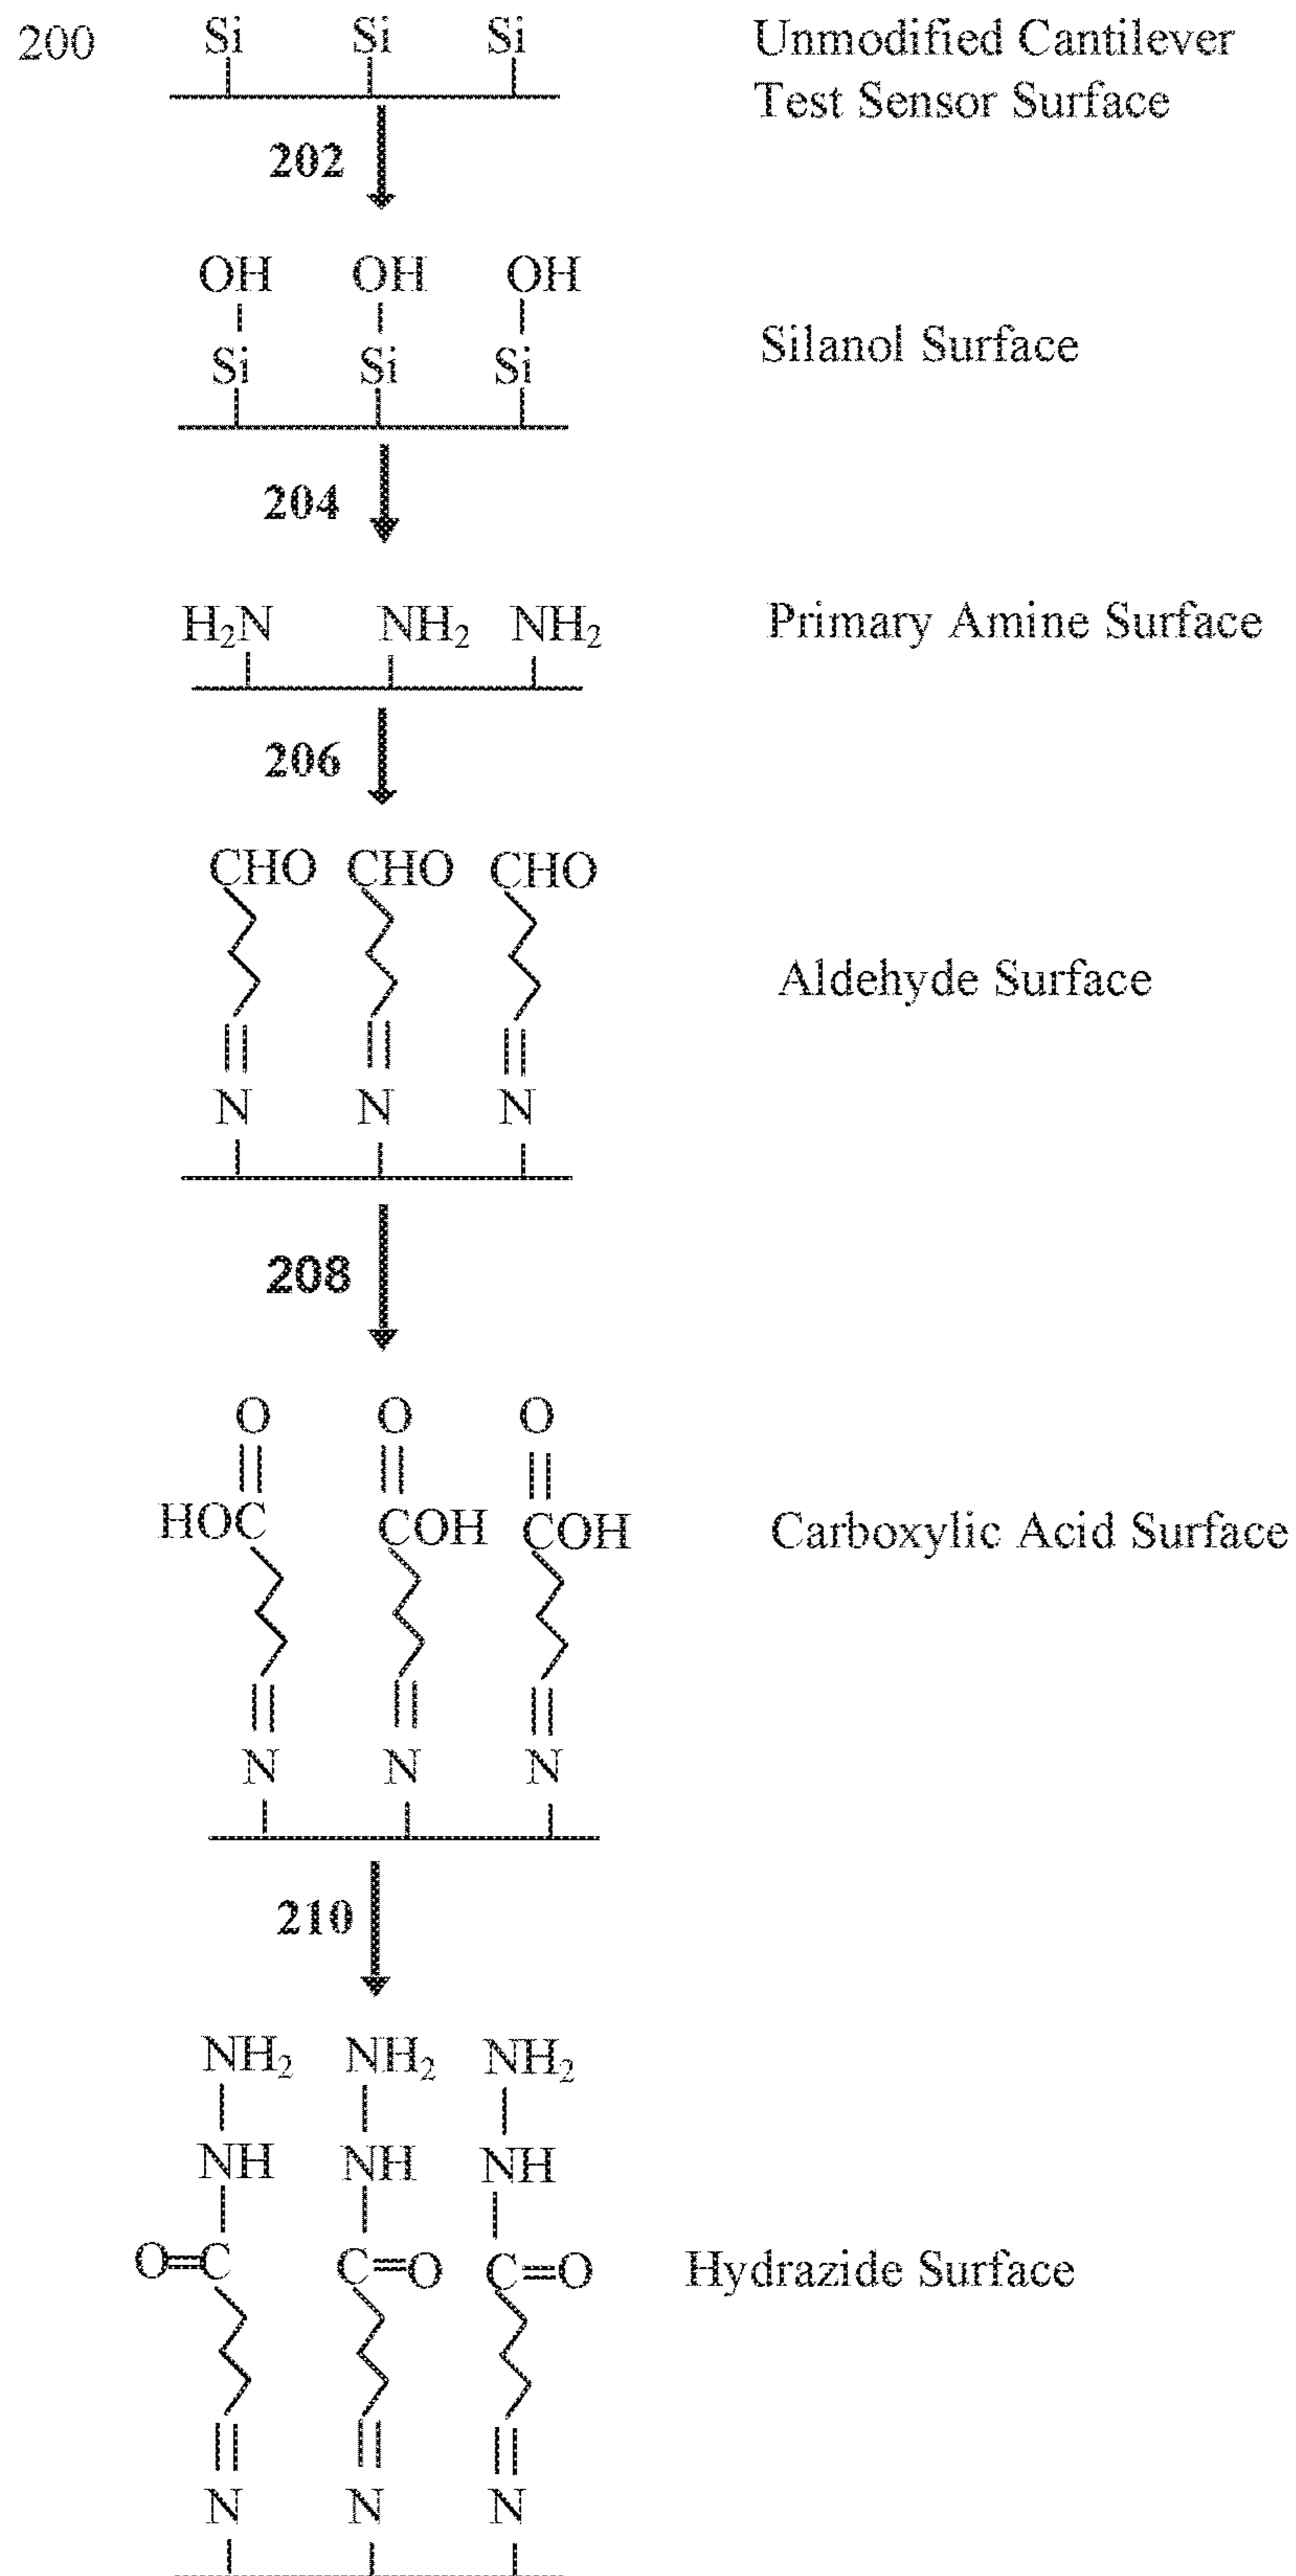 200 Si Si Si Unmodified Cantilever
Test Sensor Surface
202
OH OH OH
Si Si Si Silanol Surface
204
H₂N NH₂ NH₂ Primary Amine Surface
206
CHO CHO CHO
Aldehyde Surface
N N N
208
O O O
HOC COH COH Carboxylic Acid Surface
N N N
210
NH₂ NH₂ NH₂
NH NH NH
O=C C=O C=O Hydrazide Surface
N N N